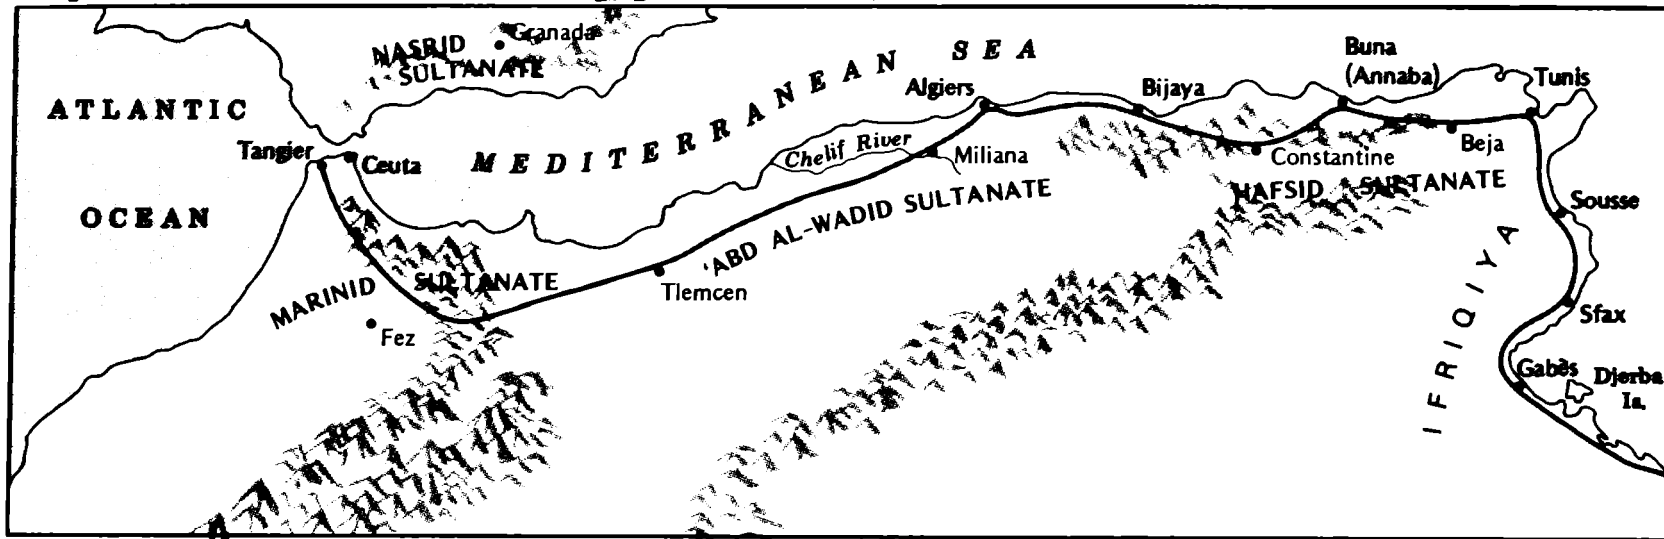 Granada
NASRID
SULTANATE
MEDITERRANEAN SEA
ATLANTIC
OCEAN
Tangier
Ceuta
Algiers
Bijaya
Buna
(Annaba)
Tunis
Chelif River
Miliana
Constantine
Beja
HAFSID SULTANATE
'ABD AL-WADID SULTANATE
Sousse
MARINID SULTANATE
Tlemcen
Fez
IFRIQIYA
Sfax
Gabès
Djerba
Is.